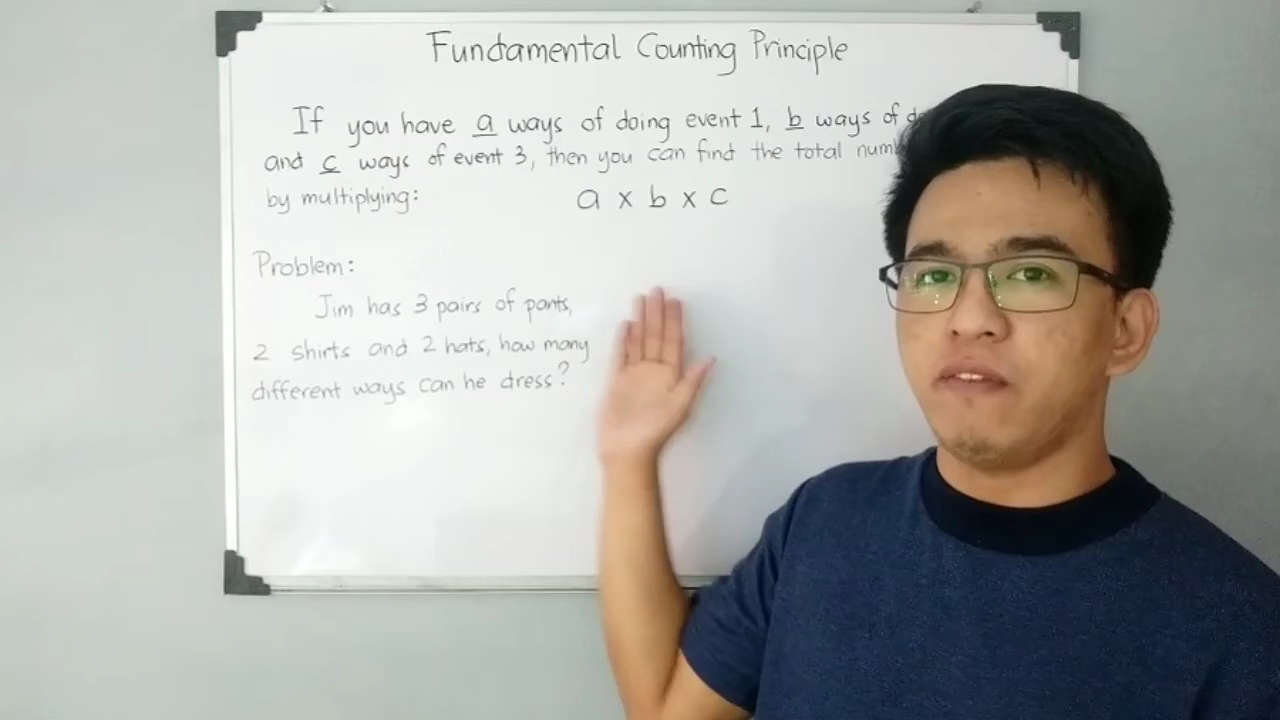 Fundamental Counting Principle
If you have a ways of doing event 1, b ways of
and c ways of event 3, then you can find the total
by multiplying: a x b x c
Problem:
Jim has 3 pairs of pants,
2 shirts and 2 hats, how many
different ways can he dress?